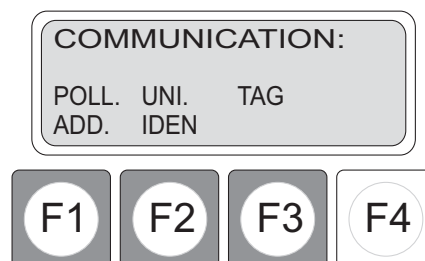 COMMUNICATION:
POLL. UNI. TAG
ADD. IDEN
F1 F2 F3 F4